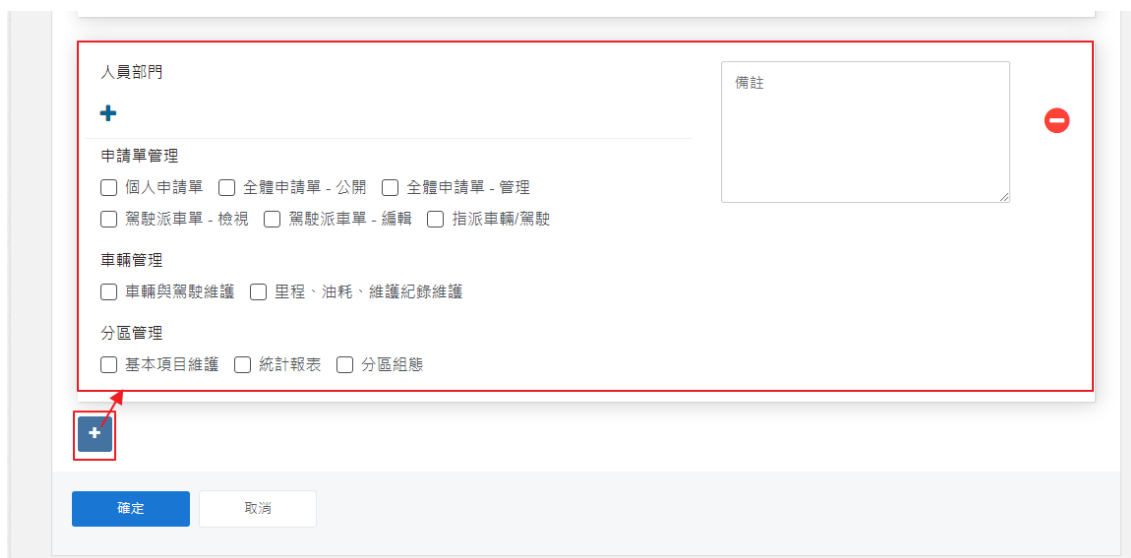 人員部門
備註
申請單管理
個人申請單 全體申請單 - 公開 全體申請單 - 管理
駕駛派車單 - 檢視 駕駛派車單 - 編輯 指派車輛/駕駛
車輛管理
車輛與駕駛維護 里程、油耗、維護紀錄維護
分區管理
基本項目維護 統計報表 分區組態
確定 取消